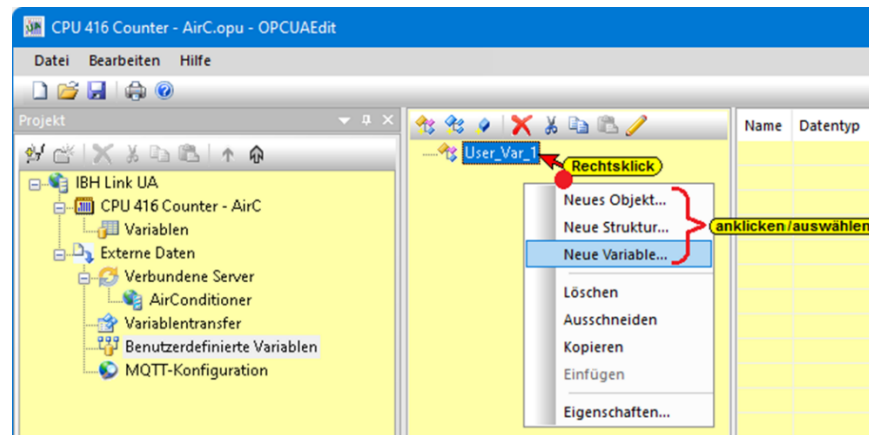 CPU 416 Counter - AirC.opu - OPCUAEdit
Datei Bearbeiten Hilfe
Projekt
IBH Link UA
CPU 416 Counter - AirC
Variablen
Externe Daten
Verbundene Server
AirConditioner
Variablentransfer
Benutzerdefinierte Variablen
MQTT-Konfiguration
User_Var_1
Rechtsklick
Neues Objekt...
Neue Struktur...
Neue Variable...
anklicken/auswählen
Löschen
Ausschneiden
Kopieren
Einfügen
Eigenschaften...
Name Datentyp